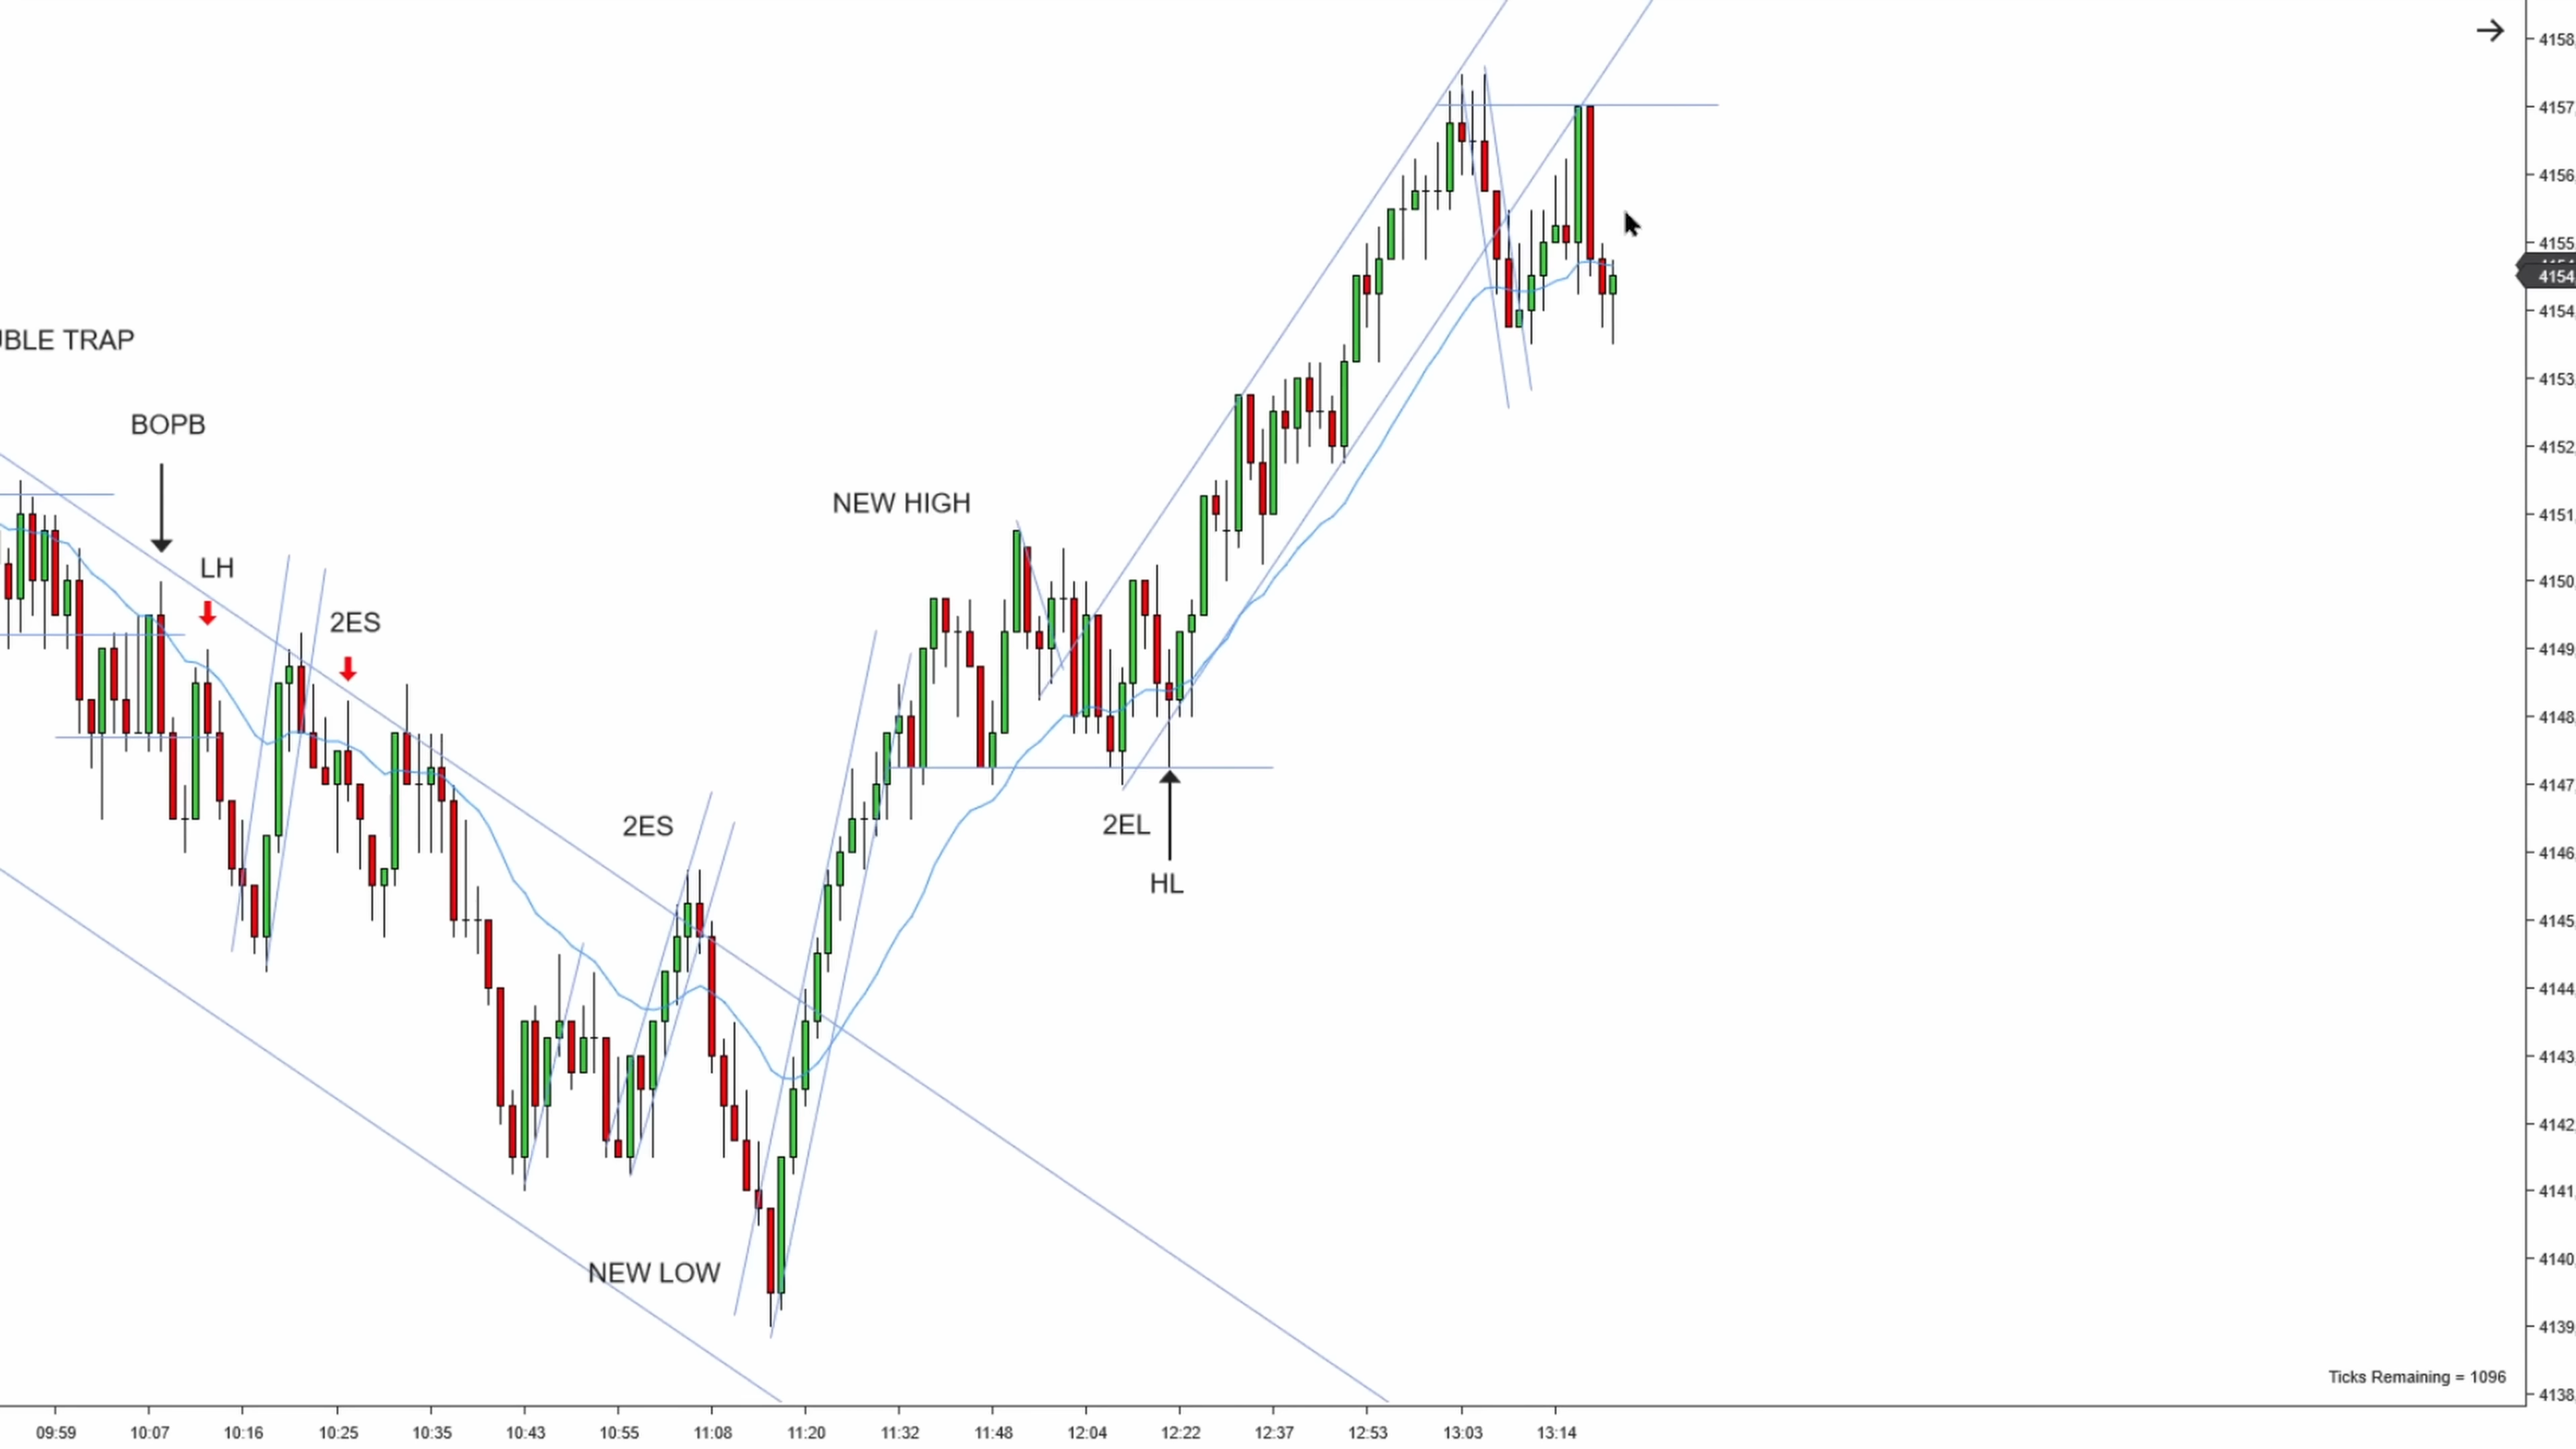 4158
UBLE TRAP
BOPB
LH
2ES
NEW HIGH
2ES
2EL
HL
NEW LOW
4157
4156
4155
4154
4154
4153
4152
4151
4150
4149
4148
4147
4146
4145
4144
4143
4142
4141
4140
4139
4138
Ticks Remaining = 1096
09:59 10:07 10:16 10:25 10:35 10:43 10:55 11:08 11:20 11:32 11:48 12:04 12:22 12:37 12:53 13:03 13:14